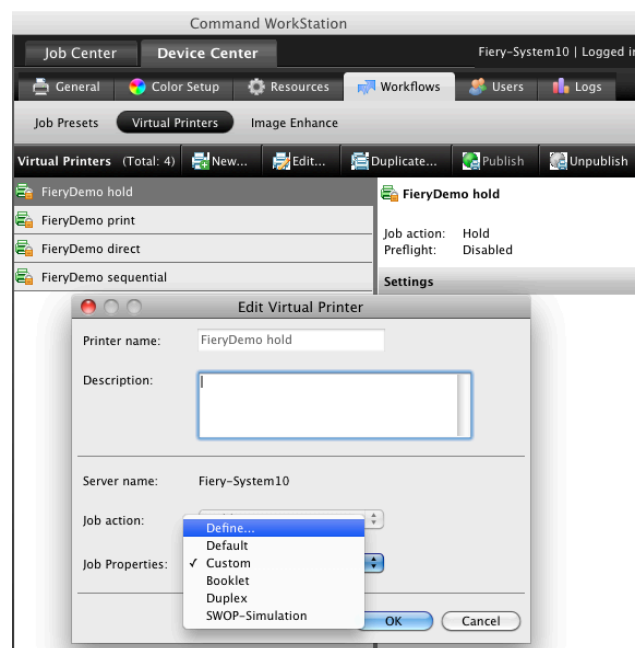 Command WorkStation
Job Center Device Center Fiery-System10 | Logged in
General Color Setup Resources Workflows Users Logs
Job Presets Virtual Printers Image Enhance
Virtual Printers (Total: 4) New... Edit... Duplicate... Publish Unpublish
FieryDemo hold
FieryDemo print
FieryDemo direct
FieryDemo sequential
FieryDemo hold
Job action: Hold
Preflight: Disabled
Settings
Edit Virtual Printer
Printer name: FieryDemo hold
Description:
Server name: Fiery-System10
Job action:
Job Properties:
Define...
Default
✓ Custom
Booklet
Duplex
SWOP-Simulation
OK Cancel